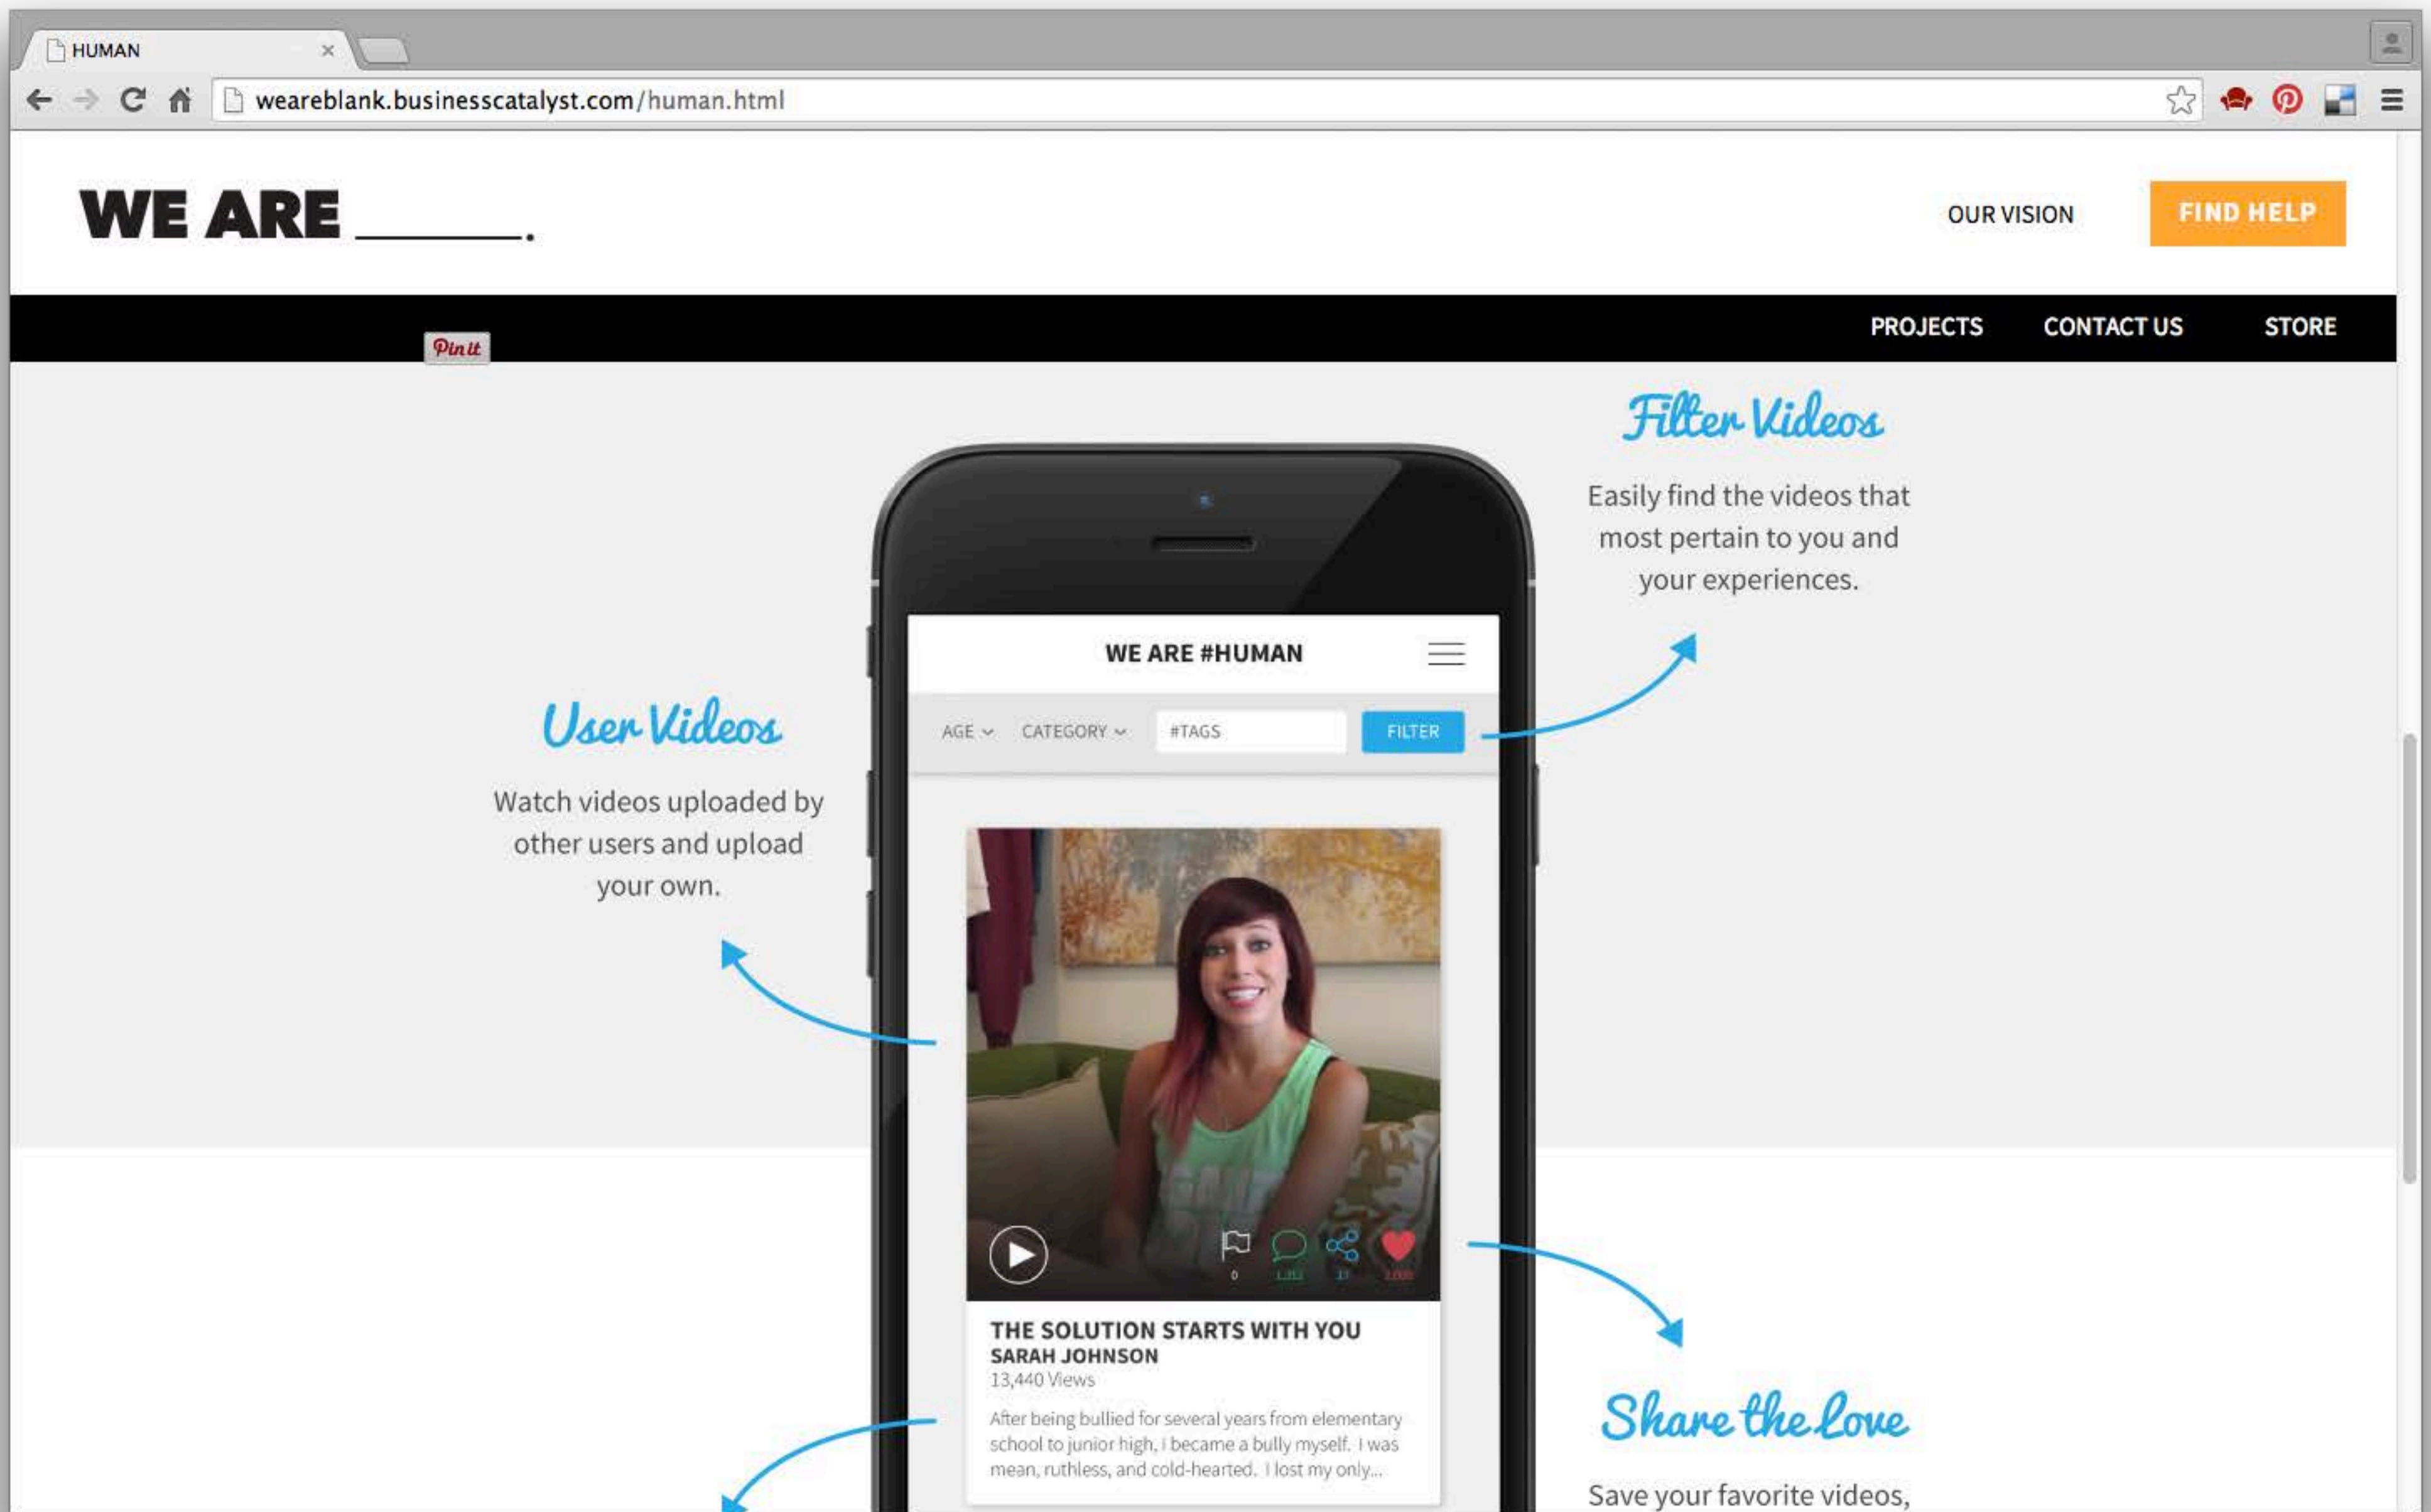 HUMAN
weareblank.businesscatalyst.com/human.html
WE ARE ______.
OUR VISION
FIND HELP
PROJECTS
CONTACT US
STORE
Pin it
Filter Videos
Easily find the videos that
most pertain to you and
your experiences.
WE ARE #HUMAN
AGE
CATEGORY
#TAGS
FILTER
User Videos
Watch videos uploaded by
other users and upload
your own.
0
THE SOLUTION STARTS WITH YOU
SARAH JOHNSON
13,440 Views
After being bullied for several years from elementary
school to junior high, I became a bully myself. I was
mean, ruthless, and cold-hearted. I lost my only...
Share the Love
Save your favorite videos,